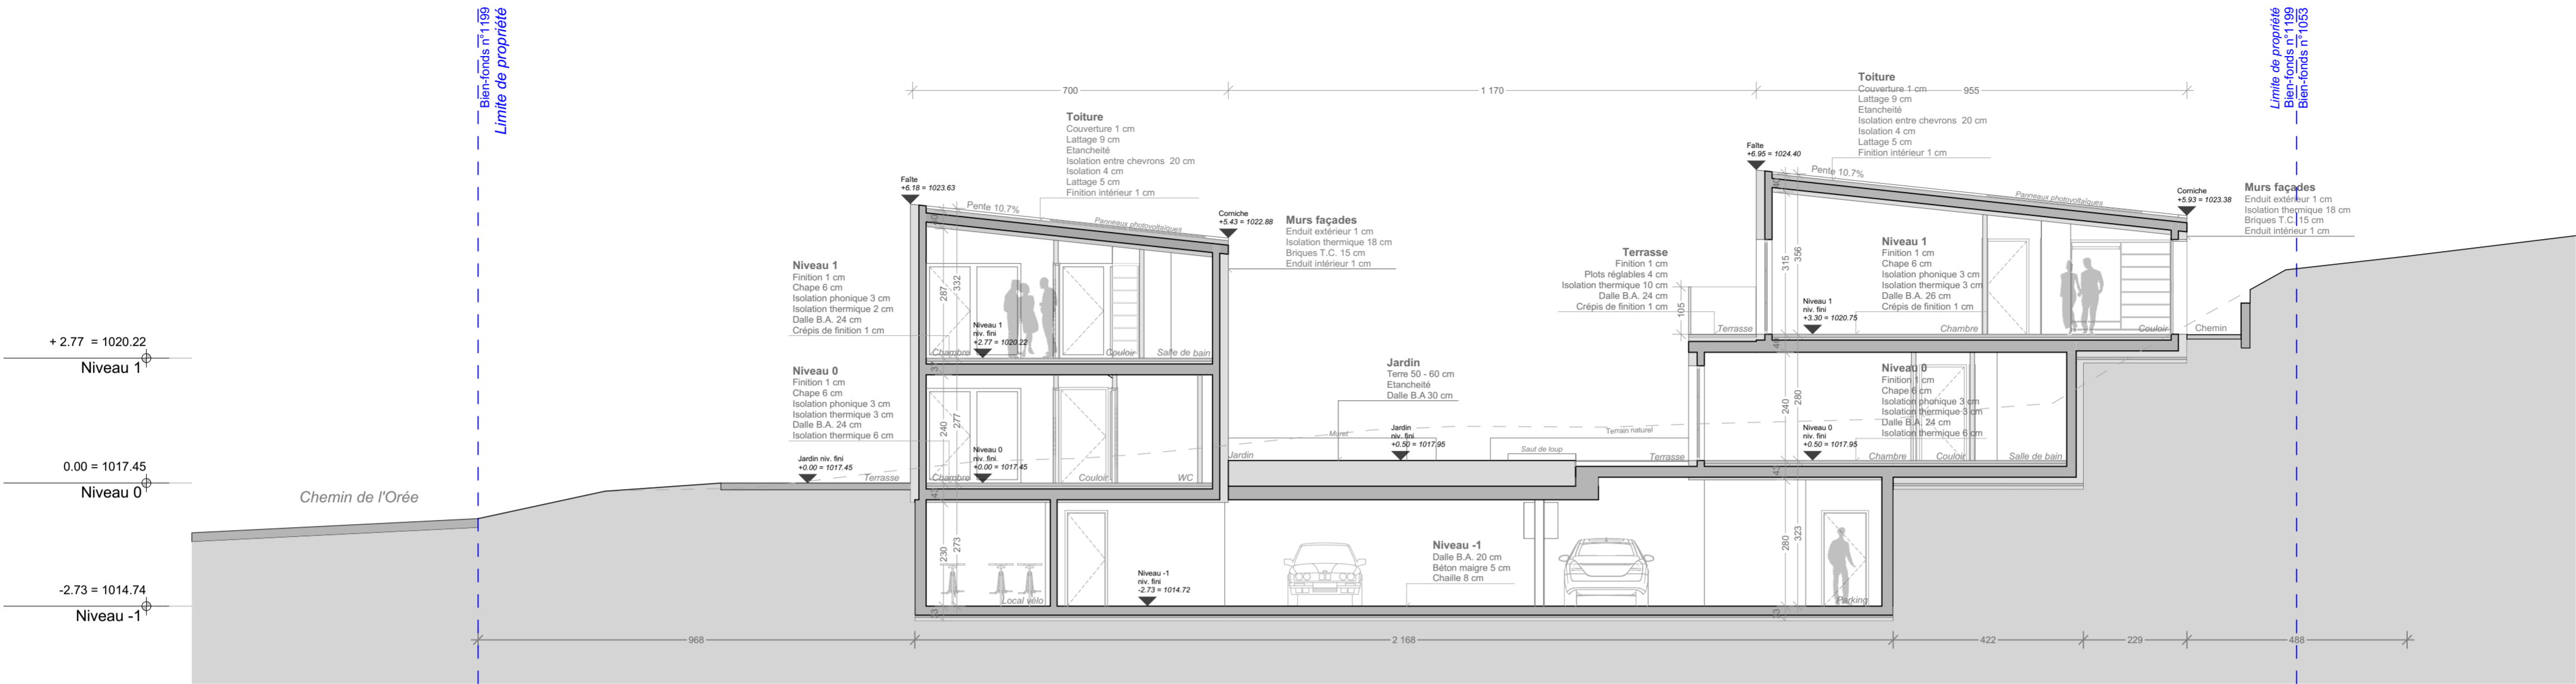 Bien-fonds n°1199
Limite de propriété
Limite de propriété
Bien-fonds n°1199
Bien-fonds n°1053
700
1 170
955
Toiture
Couverture 1 cm
Lattage 9 cm
Etancheité
Isolation entre chevrons 20 cm
Isolation 4 cm
Lattage 5 cm
Finition intérieur 1 cm
Toiture
Couverture 1 cm
Lattage 9 cm
Etancheité
Isolation entre chevrons 20 cm
Isolation 4 cm
Lattage 5 cm
Finition intérieur 1 cm
Faîte
+6.18 = 1023.63
Pente 10.7%
Panneaux photovoltaïques
Corniche
+5.43 = 1022.88
Murs façades
Enduit extérieur 1 cm
Isolation thermique 18 cm
Briques T.C. 15 cm
Enduit intérieur 1 cm
Faîte
+6.95 = 1024.40
Pente 10.7%
Panneaux photovoltaïques
Corniche
+5.93 = 1023.38
Murs façades
Enduit extérieur 1 cm
Isolation thermique 18 cm
Briques T.C. 15 cm
Enduit intérieur 1 cm
Niveau 1
Finition 1 cm
Chape 6 cm
Isolation phonique 3 cm
Isolation thermique 2 cm
Dalle B.A. 24 cm
Crépis de finition 1 cm
287
332
Niveau 1
niv. fini
+2.77 = 1020.22
Chambre
Couloir
Salle de bain
Terrasse
Finition 1 cm
Plots réglables 4 cm
Isolation thermique 10 cm
Dalle B.A. 24 cm
Crépis de finition 1 cm
105
Terrasse
315
356
Niveau 1
niv. fini
+3.30 = 1020.75
Niveau 1
Finition 1 cm
Chape 6 cm
Isolation phonique 3 cm
Isolation thermique 3 cm
Dalle B.A. 26 cm
Crépis de finition 1 cm
Chambre
Couloir
Chemin
+ 2.77 = 1020.22
Niveau 1
Niveau 0
Finition 1 cm
Chape 6 cm
Isolation phonique 3 cm
Isolation thermique 3 cm
Dalle B.A. 24 cm
Isolation thermique 6 cm
240
277
Niveau 0
niv. fini.
+0.00 = 1017.45
Chambre
Couloir
WC
Jardin niv. fini
+0.00 = 1017.45
Terrasse
Jardin
Terre 50 - 60 cm
Etancheité
Dalle B.A 30 cm
Muret
Jardin
niv. fini
+0.50 = 1017.95
Jardin
Saut de loup
Terrain naturel
Terrasse
240
280
Niveau 0
niv. fini
+0.50 = 1017.95
Niveau 0
Finition 1 cm
Chape 6 cm
Isolation phonique 3 cm
Isolation thermique 3 cm
Dalle B.A. 24 cm
Isolation thermique 6 cm
Chambre
Couloir
Salle de bain
0.00 = 1017.45
Niveau 0
Chemin de l'Orée
230
273
Local vélo
Niveau -1
niv. fini
-2.73 = 1014.72
Niveau -1
Dalle B.A. 20 cm
Béton maigre 5 cm
Chaille 8 cm
280
323
Parking
-2.73 = 1014.74
Niveau -1
968
2 168
422
229
488